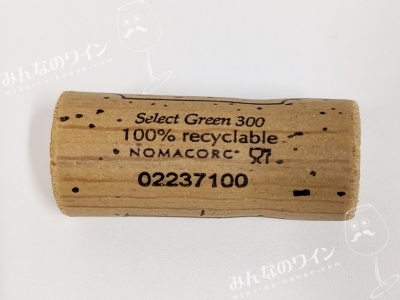 みんなのワイン
Select Green 300
100% recyclable
NOMACORC
02237100
みんなのワイン